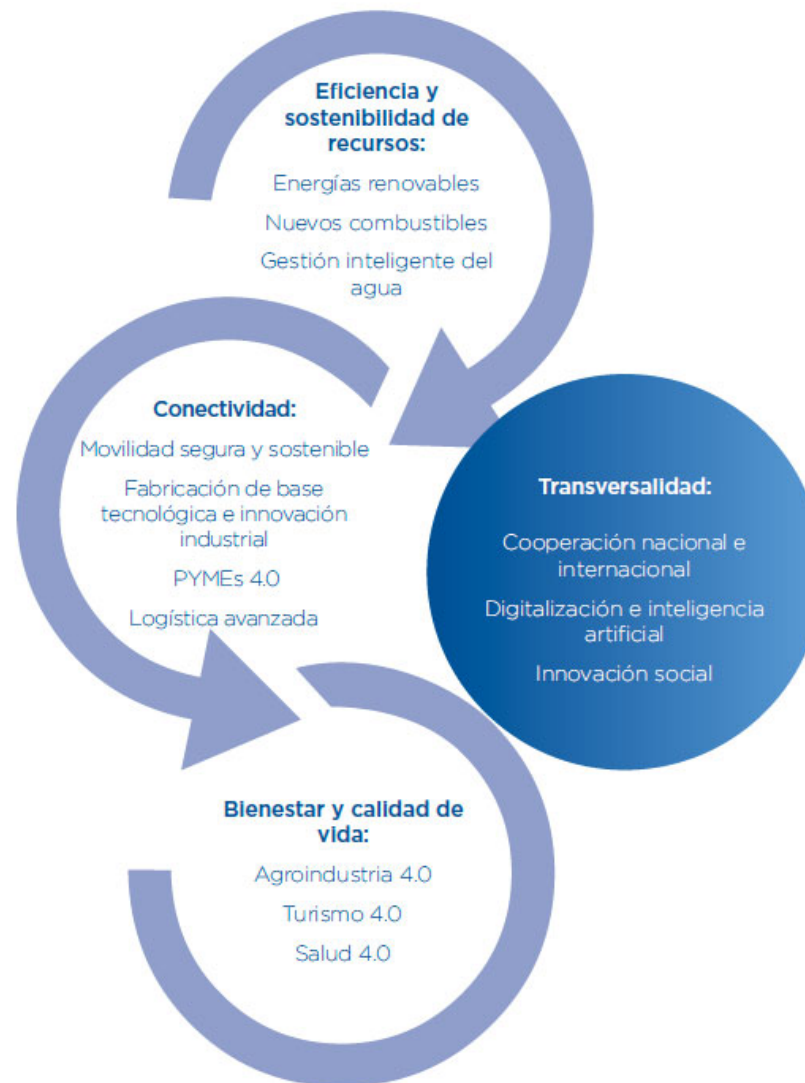 Eficiencia y
sostenibilidad de
recursos:
Energías renovables
Nuevos combustibles
Gestión inteligente del
agua
Conectividad:
Movilidad segura y sostenible
Fabricación de base
tecnológica e innovación
industrial
PYMEs 4.0
Logística avanzada
Transversalidad:
Cooperación nacional e
internacional
Digitalización e inteligencia
artificial
Innovación social
Bienestar y calidad de
vida:
Agroindustria 4.0
Turismo 4.0
Salud 4.0